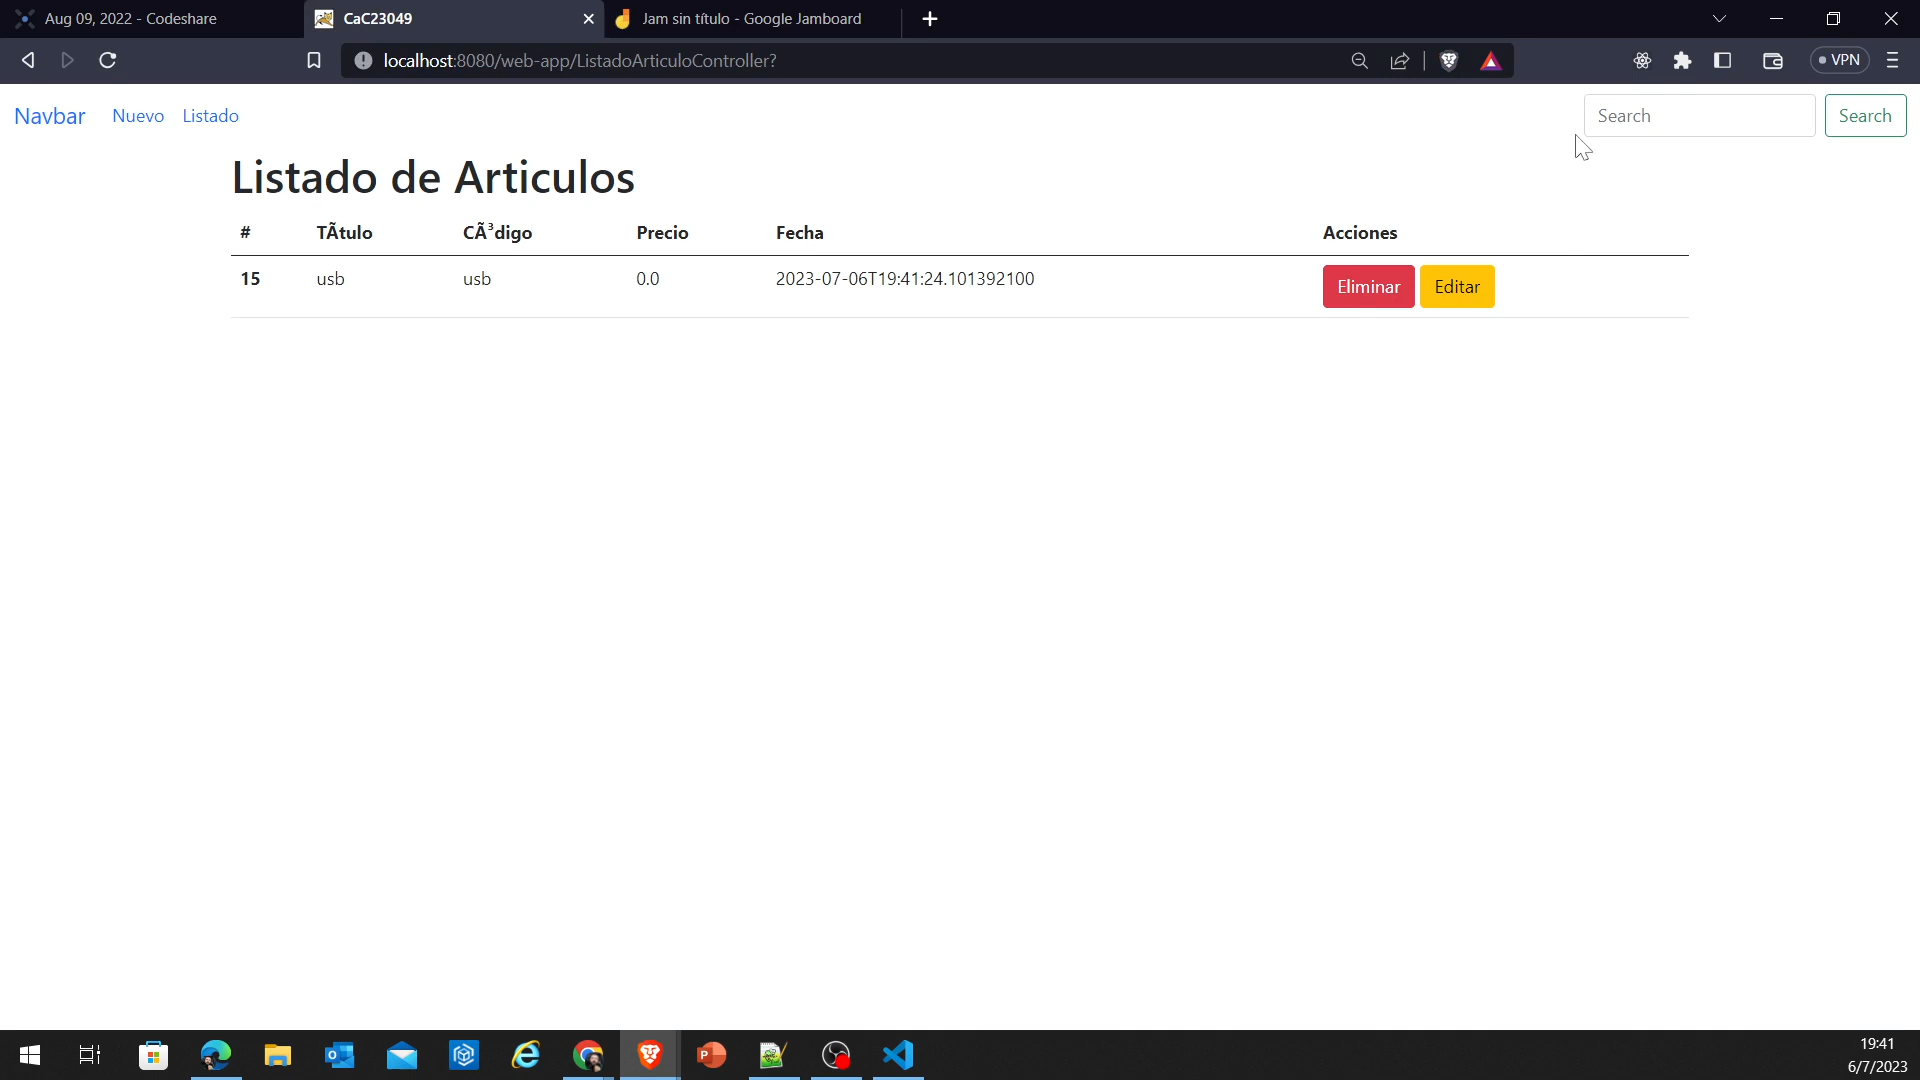 Aug 09, 2022 - Codeshare
CaC23049
Jam sin título - Google Jamboard
localhost:8080/web-app/ListadoArticuloController?
VPN
Navbar Nuevo Listado
Search Search
Listado de Articulos
# TÃ­tulo CÃ³digo Precio Fecha Acciones
15 usb usb 0.0 2023-07-06T19:41:24.101392100 Eliminar Editar
19:41
6/7/2023